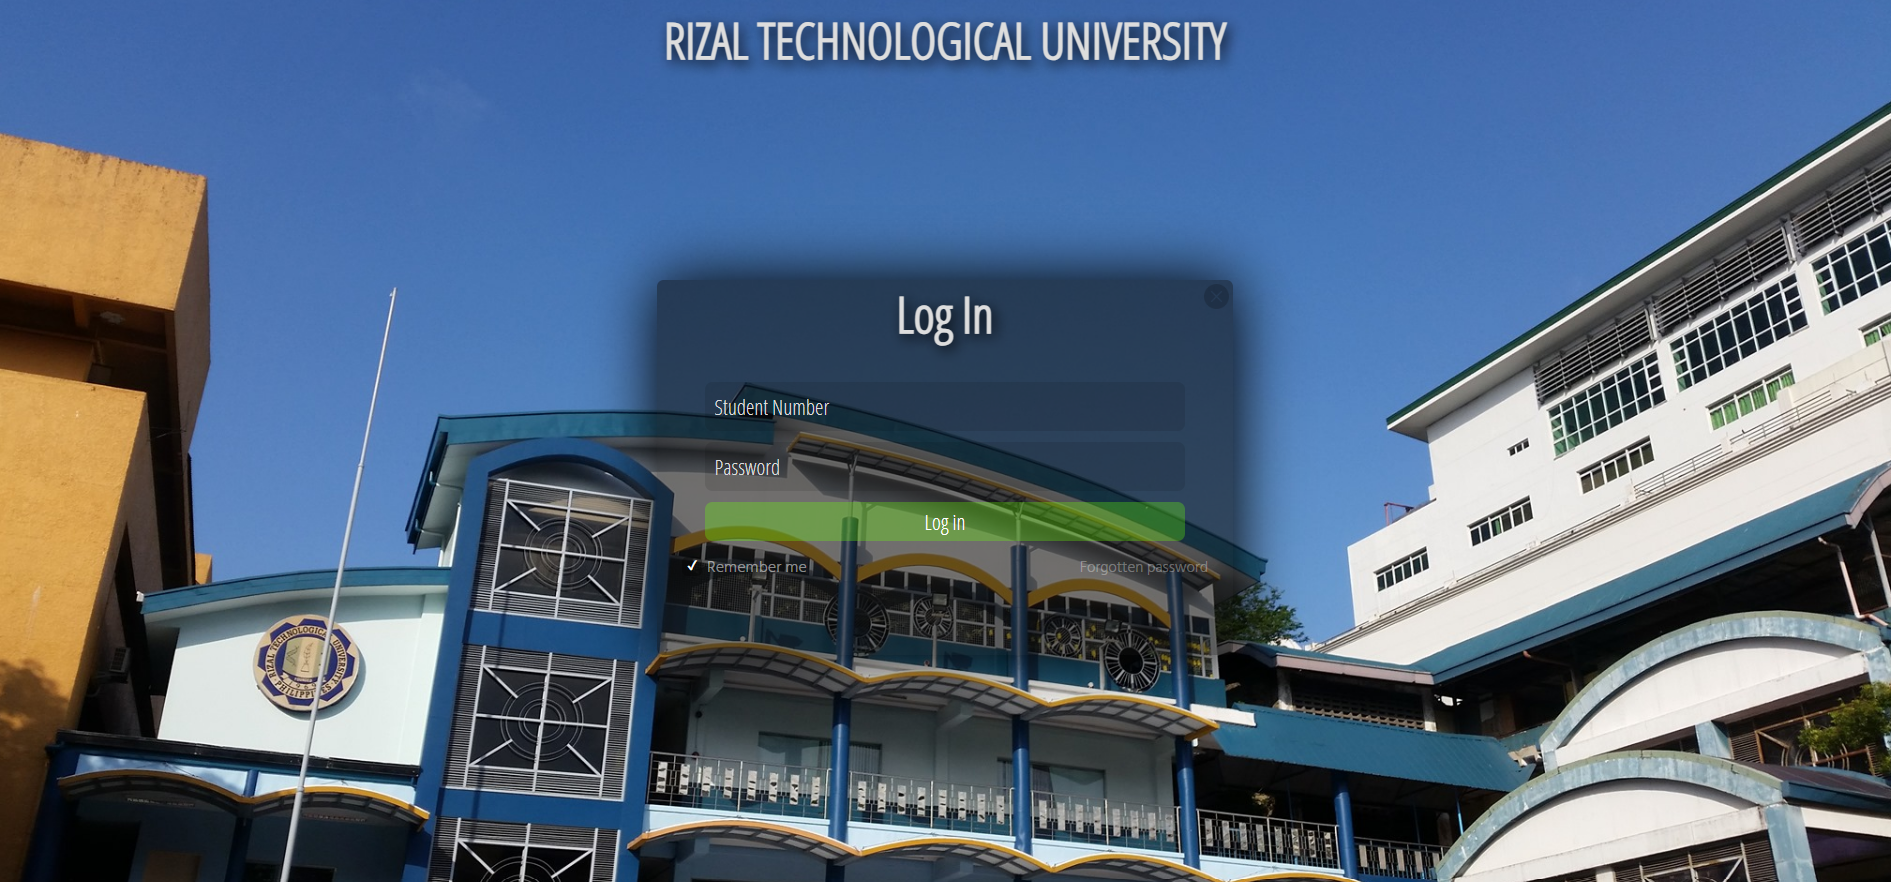 RIZAL TECHNOLOGICAL UNIVERSITY
Log In
Student Number
Password
Log in
Remember me
Forgotten password
RIZAL TECHNOLOGICAL UNIVERSITY
PHILIPPINES